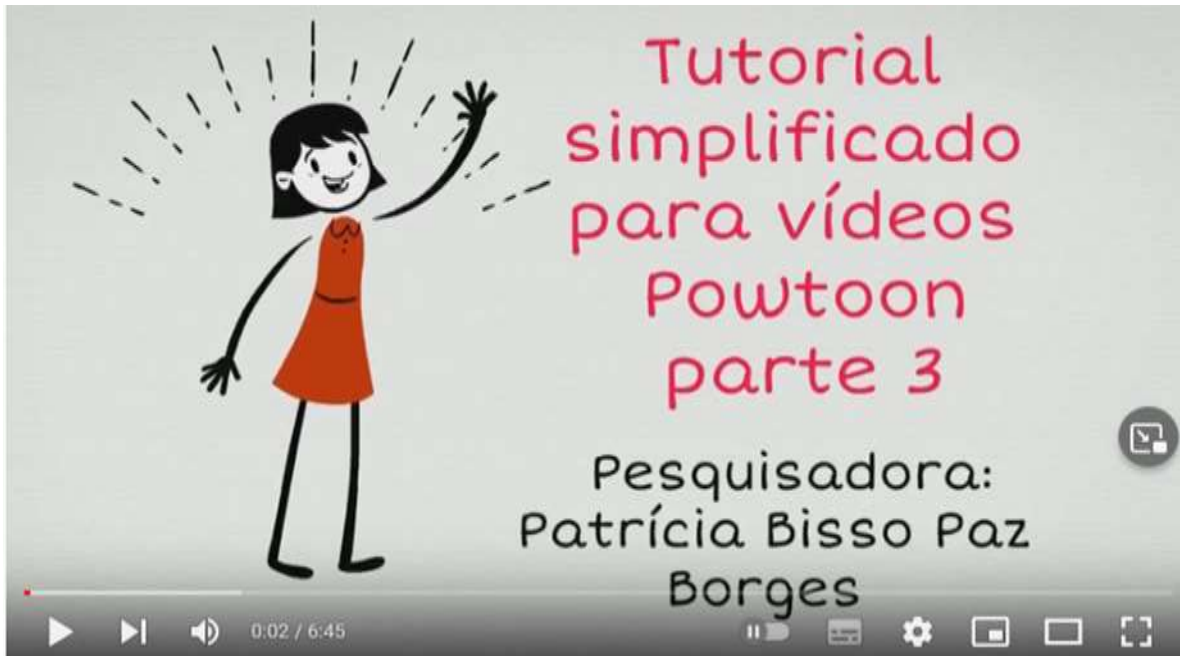 Tutorial
simplificado
para vídeos
Powtoon
parte 3
Pesquisadora:
Patrícia Bisso Paz
Borges
0:02 / 6:45